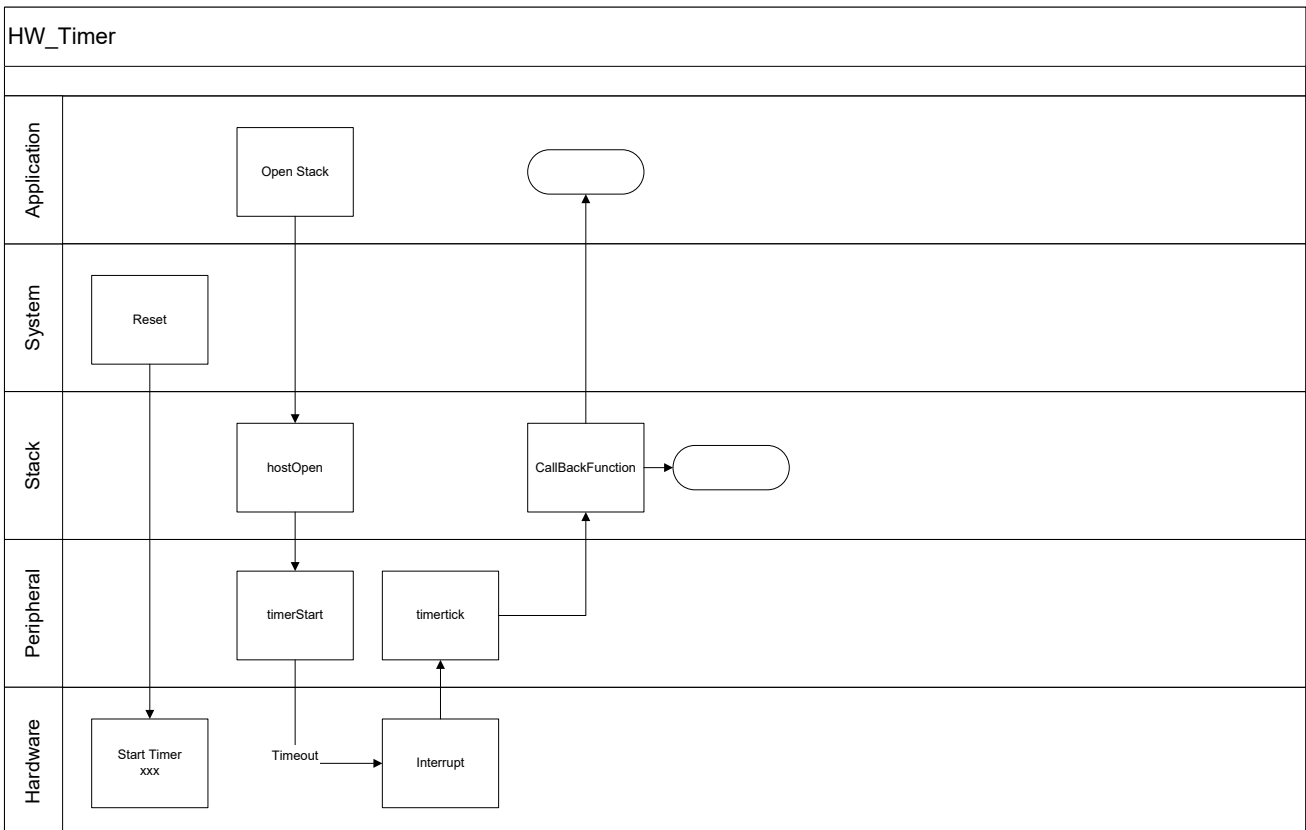 HW_Timer
Application
Open Stack
System
Reset
Stack
hostOpen
CallBackFunction
Peripheral
timerStart
timertick
Hardware
Start Timer
xxx
Timeout
Interrupt